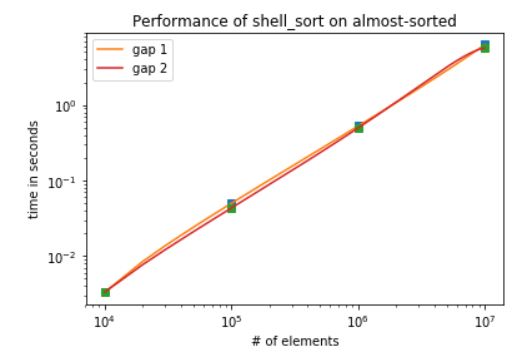 Performance of shell_sort on almost-sorted
gap 1
gap 2
time in seconds
10⁰
10⁻¹
10⁻²
10⁴ 10⁵ 10⁶ 10⁷
# of elements